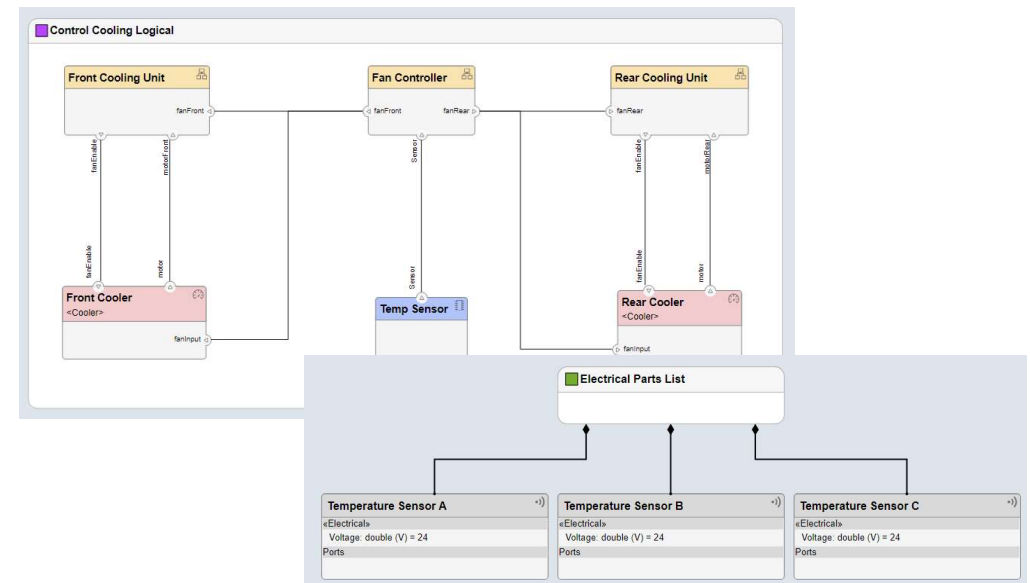 Control Cooling Logical
Front Cooling Unit
Fan Controller
Rear Cooling Unit
fanFront
fanFront
fanRear
fanRear
fanEnable
motorFront
Sensor
fanEnable
motorRear
fanEnable
motor
Sensor
fanEnable
motor
Front Cooler
<Cooler>
Temp Sensor
Rear Cooler
<Cooler>
fanInput
fanInput
Electrical Parts List
Temperature Sensor A
«Electrical»
Voltage: double (V) = 24
Ports
Temperature Sensor B
«Electrical»
Voltage: double (V) = 24
Ports
Temperature Sensor C
«Electrical»
Voltage: double (V) = 24
Ports